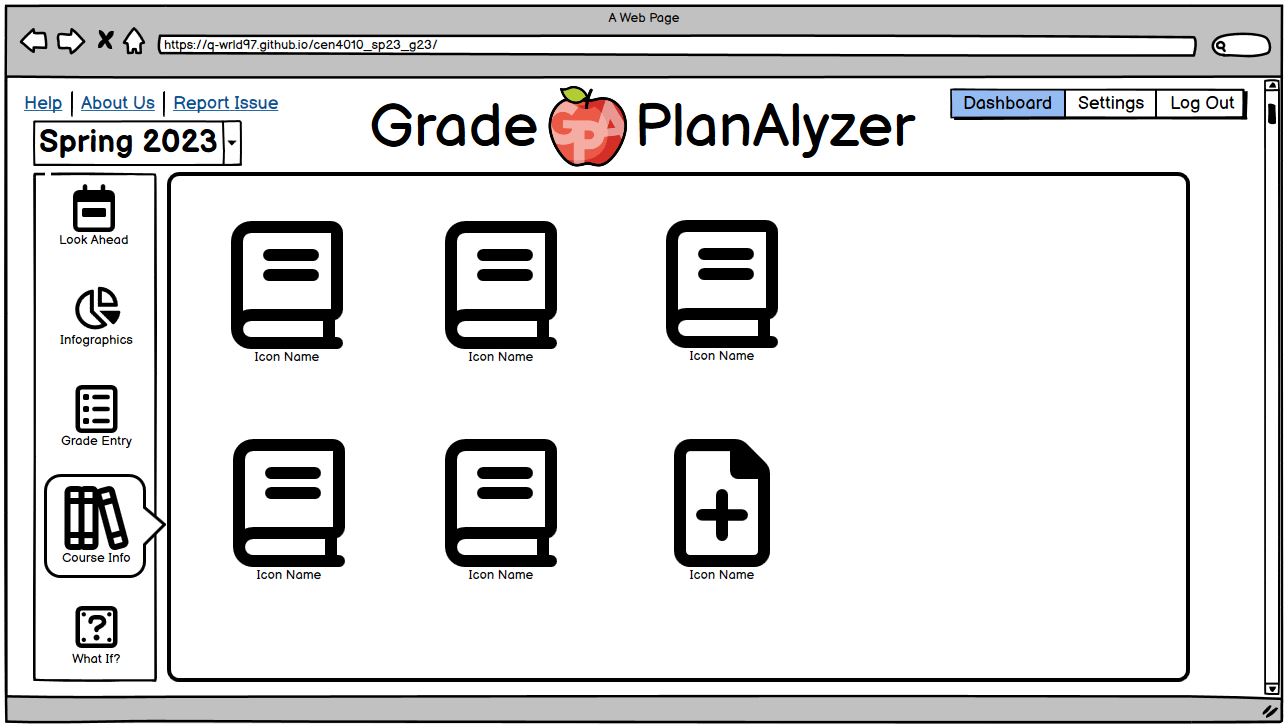 A Web Page
https://q-wrld97.github.io/cen4010_sp23_g23/
Help About Us Report Issue
Dashboard Settings Log Out
Grade GPA PlanAlyzer
Spring 2023
Look Ahead
Infographics
Grade Entry
Course Info
What If?
Icon Name Icon Name Icon Name
Icon Name Icon Name Icon Name